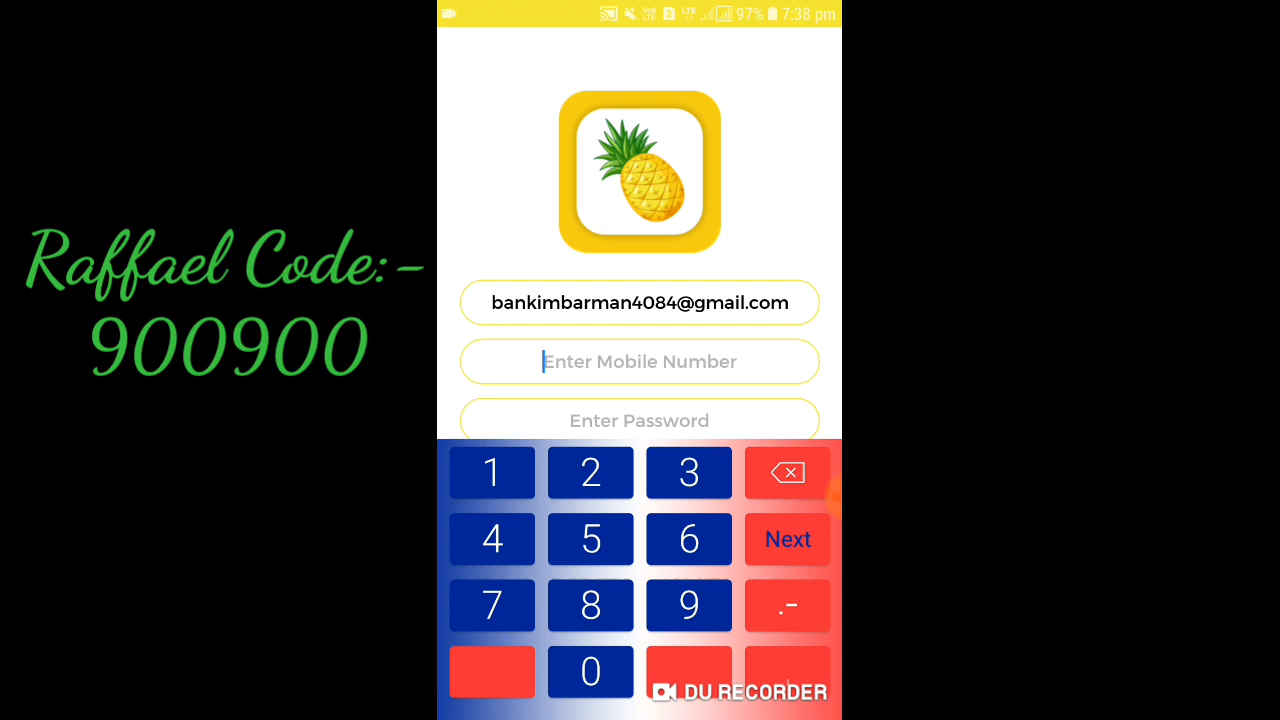 97% 7:38 pm
Raffael Code:-
900900
bankimbarman4084@gmail.com
Enter Mobile Number
Enter Password
1 2 3
4 5 6 Next
7 8 9 .-
0
DU RECORDER